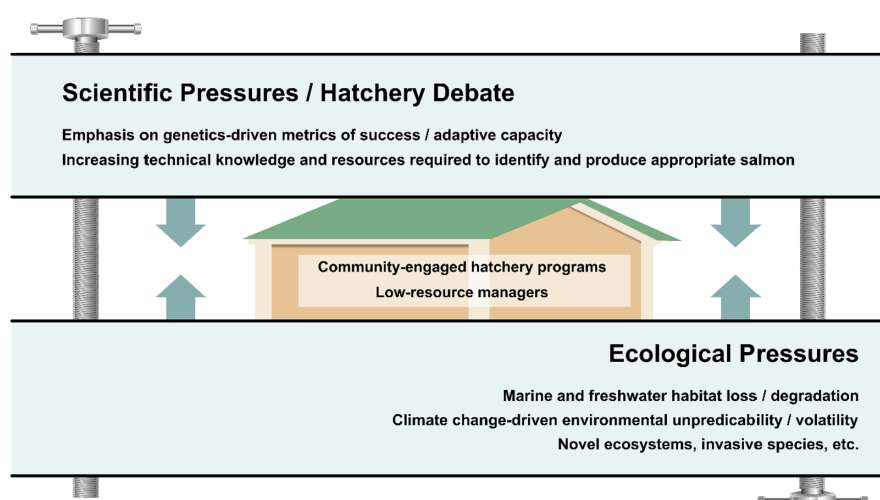 Scientific Pressures / Hatchery Debate
Emphasis on genetics-driven metrics of success / adaptive capacity
Increasing technical knowledge and resources required to identify and produce appropriate salmon
Community-engaged hatchery programs
Low-resource managers
Ecological Pressures
Marine and freshwater habitat loss / degradation
Climate change-driven environmental unpredicability / volatility
Novel ecosystems, invasive species, etc.